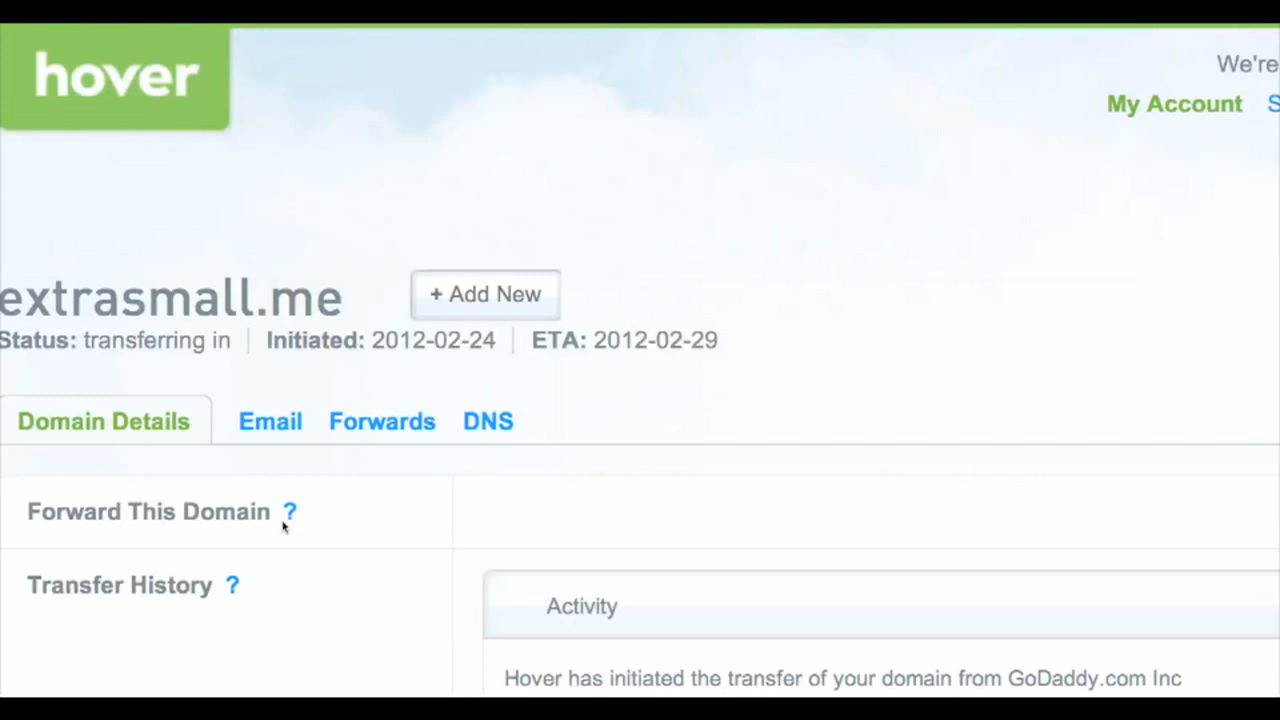 hover
We're
My Account S
extrasmall.me + Add New
Status: transferring in Initiated: 2012-02-24 ETA: 2012-02-29
Domain Details Email Forwards DNS
Forward This Domain ?
Transfer History ?
Activity
Hover has initiated the transfer of your domain from GoDaddy.com Inc